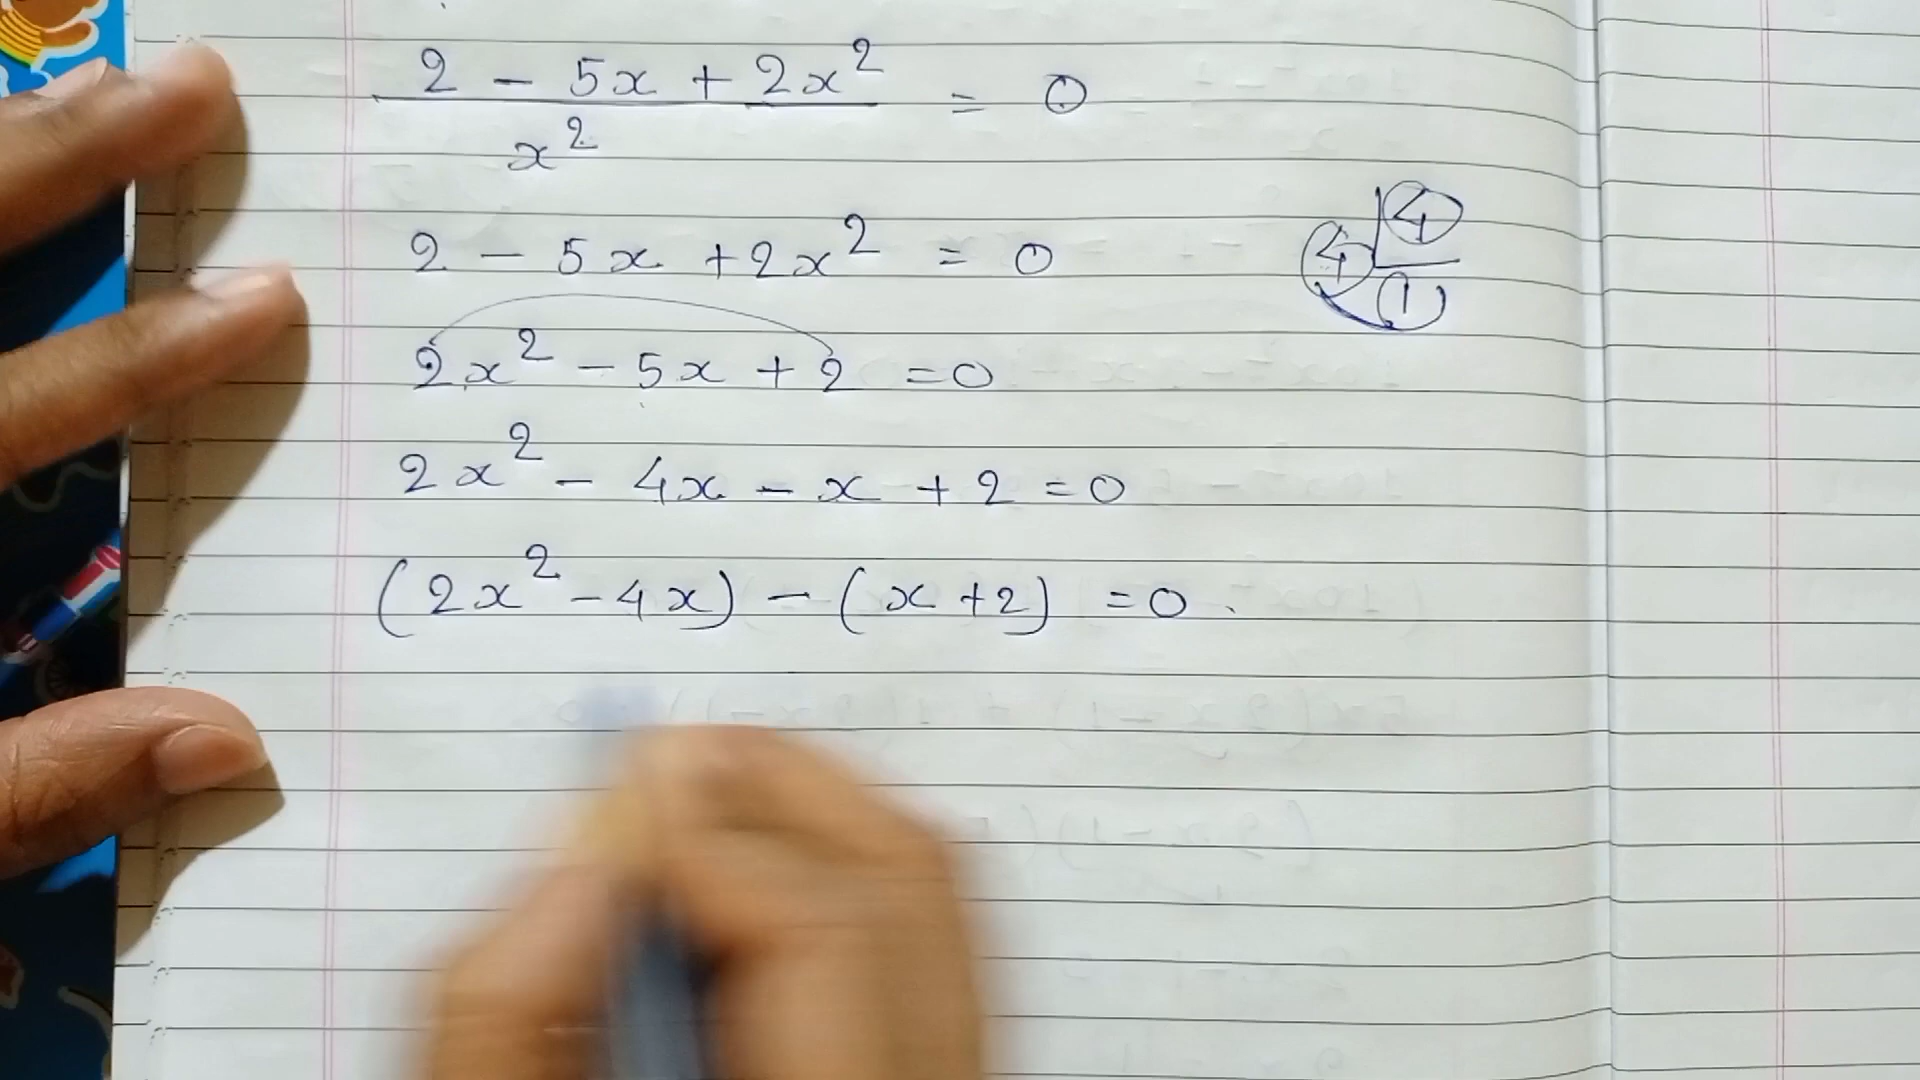 2 - 5x + 2x² = 0
x²
2 - 5x + 2x² = 0
4
4
1
2x² - 5x + 2 = 0
2x² - 4x - x + 2 = 0
(2x² - 4x) - (x + 2) = 0.